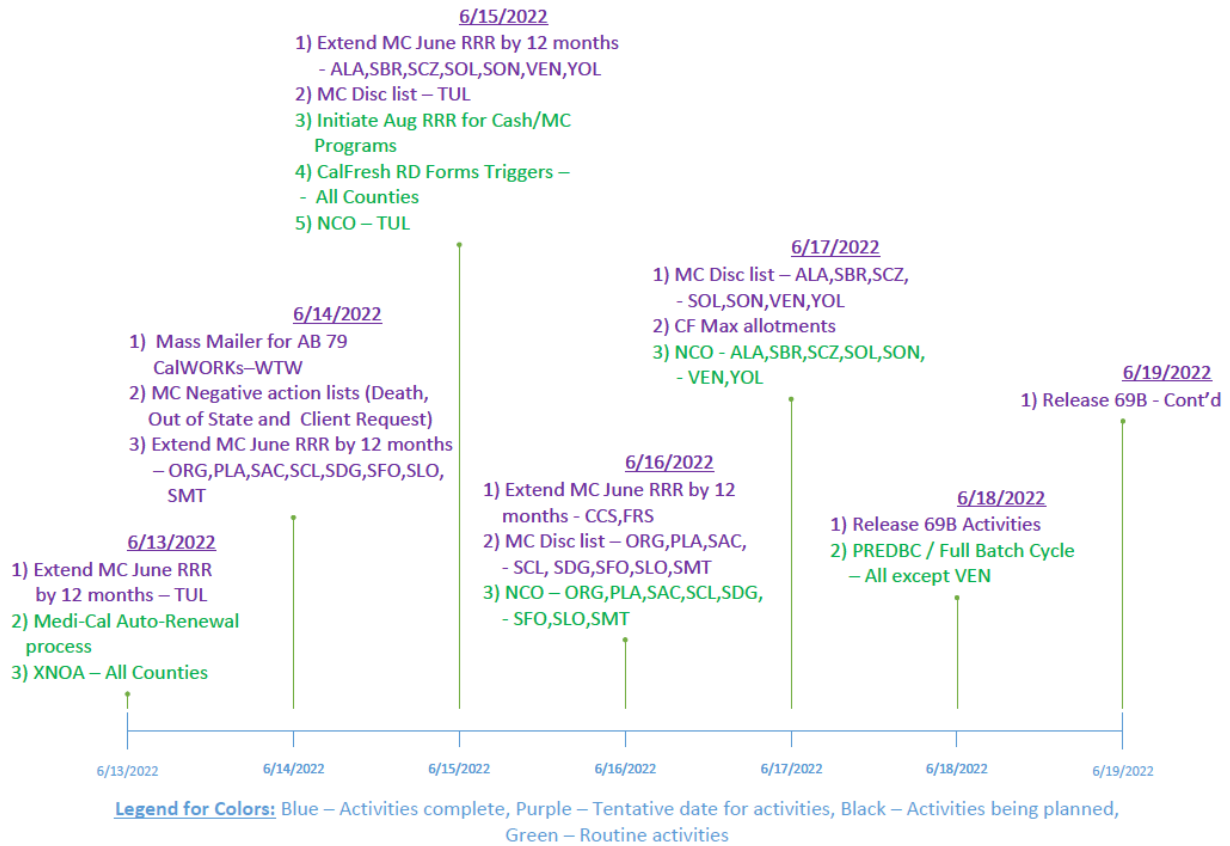 6/15/2022
1) Extend MC June RRR by 12 months
- ALA,SBR,SCZ,SOL,SON,VEN,YOL
2) MC Disc list – TUL
3) Initiate Aug RRR for Cash/MC
Programs
4) CalFresh RD Forms Triggers –
- All Counties
5) NCO – TUL
6/17/2022
1) MC Disc list – ALA,SBR,SCZ,
- SOL,SON,VEN,YOL
2) CF Max allotments
3) NCO - ALA,SBR,SCZ,SOL,SON,
- VEN,YOL
6/14/2022
1) Mass Mailer for AB 79
CalWORKs–WTW
2) MC Negative action lists (Death,
Out of State and Client Request)
3) Extend MC June RRR by 12 months
– ORG,PLA,SAC,SCL,SDG,SFO,SLO,
SMT
6/19/2022
1) Release 69B - Cont’d
6/16/2022
1) Extend MC June RRR by 12
months - CCS,FRS
2) MC Disc list – ORG,PLA,SAC,
- SCL, SDG,SFO,SLO,SMT
3) NCO – ORG,PLA,SAC,SCL,SDG,
- SFO,SLO,SMT
6/18/2022
1) Release 69B Activities
2) PREDBC / Full Batch Cycle
– All except VEN
6/13/2022
1) Extend MC June RRR
by 12 months – TUL
2) Medi-Cal Auto-Renewal
process
3) XNOA – All Counties
6/13/2022
6/14/2022
6/15/2022
6/16/2022
6/17/2022
6/18/2022
6/19/2022
Legend for Colors: Blue – Activities complete, Purple – Tentative date for activities, Black – Activities being planned,
Green – Routine activities